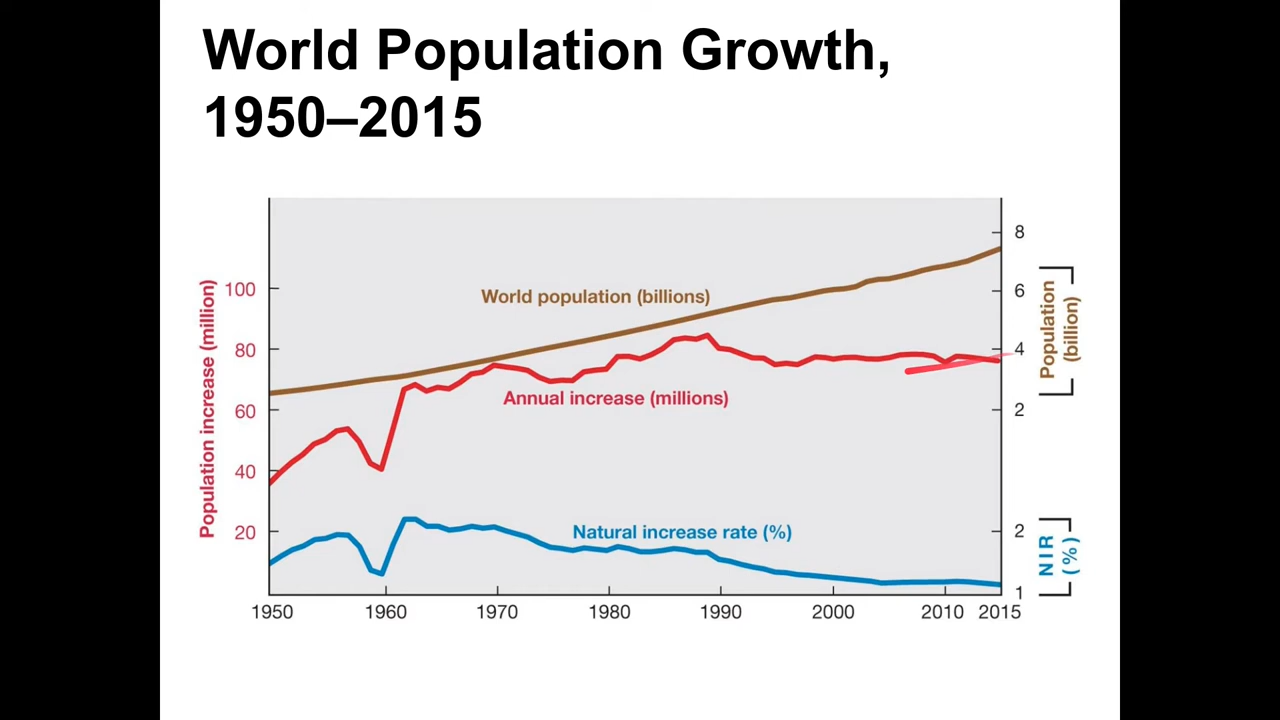 World Population Growth,
1950–2015
Population increase (million)
100
80
60
40
20
World population (billions)
Annual increase (millions)
Natural increase rate (%)
8
6
4
2
Population
(billion)
2
1
NIR
(%)
1950 1960 1970 1980 1990 2000 2010 2015